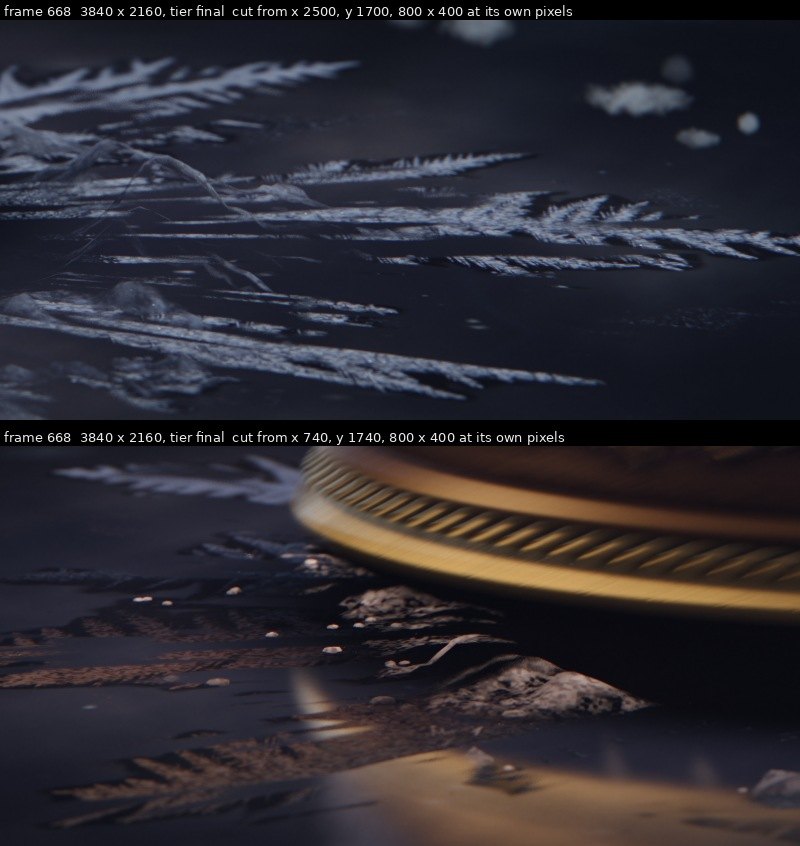 frame 668  3840 x 2160, tier final  cut from x 2500, y 1700, 800 x 400 at its own pixels
frame 668  3840 x 2160, tier final  cut from x 740, y 1740, 800 x 400 at its own pixels